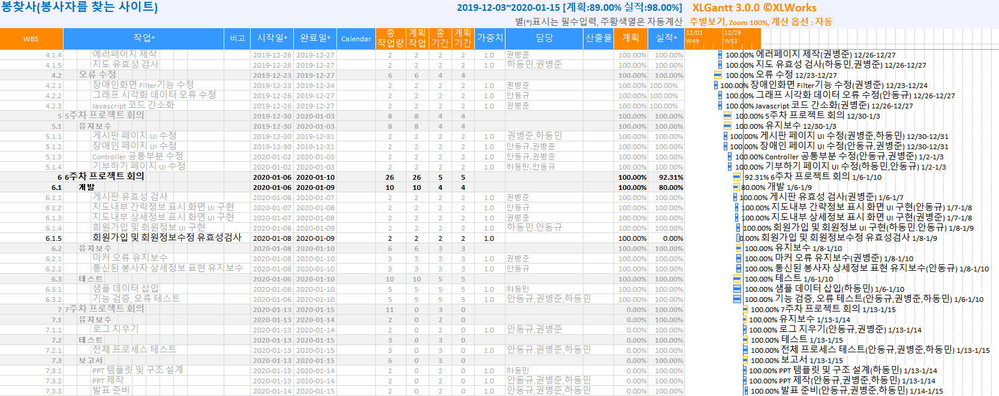 봉찾사(봉사자를 찾는 사이트) 2019-12-03~2020-01-15 [계획:89.00% 실적:98.00%] XLGantt 3.0.0 ©XLWorks
별(*)표시는 필수입력, 주황색열은 자동계산 주별보기, Zoom 100%, 계산 옵션 : 자동
WBS 작업* 비고 시작일* 완료일* Calendar 총 작업량 계획 작업 총 기간 계획 기간 가중치 담당 산출물 계획 실적* 12/01 W49 12/29 W53
4.1.4 에러페이지 제작 2019-12-26 2019-12-27 2 2 2 2 1.0 권병준 100.00% 100.00% 100.00% 에러페이지 제작(권병준) 12/26-12/27
4.1.5 지도 유효성 검사 2019-12-26 2019-12-27 2 2 2 2 1.0 하동민,권병준 100.00% 100.00% 100.00% 지도 유효성 검사(하동민,권병준) 12/26-12/27
4.2 오류 수정 2019-12-23 2019-12-27 6 6 4 4 100.00% 100.00% 100.00% 오류 수정 12/23-12/27
4.2.1 장애인화면 Filter기능 수정 2019-12-23 2019-12-24 2 2 2 2 1.0 권병준 100.00% 100.00% 100.00% 장애인화면 Filter기능 수정(권병준) 12/23-12/24
4.2.2 그래프 시각화 데이터 오류 수정 2019-12-26 2019-12-27 2 2 2 2 1.0 안동규 100.00% 100.00% 100.00% 그래프 시각화 데이터 오류 수정(안동규) 12/26-12/27
4.2.3 Javascript 코드 간소화 2019-12-26 2019-12-27 2 2 2 2 1.0 권병준 100.00% 100.00% 100.00% Javascript 코드 간소화(권병준) 12/26-12/27
5 5주차 프로젝트 회의 2019-12-30 2020-01-03 8 8 4 4 100.00% 100.00% 100.00% 5주차 프로젝트 회의 12/30-1/3
5.1 유지보수 2019-12-30 2020-01-03 8 8 4 4 100.00% 100.00% 100.00% 유지보수 12/30-1/3
5.1.1 게시판 페이지 UI 수정 2019-12-30 2019-12-31 2 2 2 2 1.0 권병준,하동민 100.00% 100.00% 100.00% 게시판 페이지 UI 수정(권병준,하동민) 12/30-12/31
5.1.2 장애인 페이지 UI 수정 2019-12-30 2019-12-31 2 2 2 2 1.0 안동규,권병준 100.00% 100.00% 100.00% 장애인 페이지 UI 수정(안동규,권병준) 12/30-12/31
5.1.3 Controller 공통부분 수정 2020-01-02 2020-01-03 2 2 2 2 1.0 안동규,권병준 100.00% 100.00% 100.00% Controller 공통부분 수정(안동규,권병준) 1/2-1/3
5.1.4 기부하기 페이지 UI 수정 2020-01-02 2020-01-03 2 2 2 2 1.0 하동민,안동규 100.00% 100.00% 100.00% 기부하기 페이지 UI 수정(하동민,안동규) 1/2-1/3
6 6주차 프로젝트 회의 2020-01-06 2020-01-10 26 26 5 5 100.00% 92.31% 92.31% 6주차 프로젝트 회의 1/6-1/10
6.1 개발 2020-01-06 2020-01-09 10 10 4 4 100.00% 80.00% 80.00% 개발 1/6-1/9
6.1.1 게시판 유효성 검사 2020-01-06 2020-01-07 2 2 2 2 1.0 권병준 100.00% 100.00% 100.00% 게시판 유효성 검사(권병준) 1/6-1/7
6.1.2 지도내부 간략정보 표시 화면 UI 구현 2020-01-07 2020-01-08 2 2 2 2 1.0 안동규 100.00% 100.00% 100.00% 지도내부 간략정보 표시 화면 UI 구현(안동규) 1/7-1/8
6.1.3 지도내부 상세정보 표시 화면 UI 구현 2020-01-07 2020-01-08 2 2 2 2 1.0 권병준 100.00% 100.00% 100.00% 지도내부 상세정보 표시 화면 UI 구현(권병준) 1/7-1/8
6.1.4 회원가입 및 회원정보 UI 구현 2020-01-08 2020-01-09 2 2 2 2 1.0 하동민.안동규 100.00% 100.00% 100.00% 회원가입 및 회원정보 UI 구현(하동민.안동규) 1/8-1/9
6.1.5 회원가입 및 회원정보수정 유효성검사 2020-01-08 2020-01-09 2 2 2 2 1.0 100.00% 0.00% 0.00% 회원가입 및 회원정보수정 유효성검사 1/8-1/9
6.2 유지보수 2020-01-08 2020-01-10 6 6 3 3 100.00% 100.00% 100.00% 유지보수 1/8-1/10
6.2.1 마커 오류 유지보수 2020-01-08 2020-01-10 3 3 3 3 1.0 권병준 100.00% 100.00% 100.00% 마커 오류 유지보수(권병준) 1/8-1/10
6.2.2 통신된 봉사자 상세정보 표현 유지보수 2020-01-08 2020-01-10 3 3 3 3 1.0 안동규 100.00% 100.00% 100.00% 통신된 봉사자 상세정보 표현 유지보수(안동규) 1/8-1/10
6.3 테스트 2020-01-06 2020-01-10 10 10 5 5 100.00% 100.00% 100.00% 테스트 1/6-1/10
6.3.1 샘플 데이터 삽입 2020-01-06 2020-01-10 5 5 5 5 1.0 하동민 100.00% 100.00% 100.00% 샘플 데이터 삽입(하동민) 1/6-1/10
6.3.2 기능 검증, 오류 테스트 2020-01-06 2020-01-10 5 5 5 5 1.0 안동규,권병준,하동민 100.00% 100.00% 100.00% 기능 검증, 오류 테스트(안동규,권병준,하동민) 1/6-1/10
7 7주차 프로젝트 회의 2020-01-13 2020-01-15 11 0 3 0 0.00% 100.00% 100.00% 7주차 프로젝트 회의 1/13-1/15
7.1 유지보수 2020-01-13 2020-01-14 2 0 2 0 0.00% 100.00% 100.00% 유지보수 1/13-1/14
7.1.1 로그 지우기 2020-01-13 2020-01-14 2 0 2 0 1.0 안동규,권병준 0.00% 100.00% 100.00% 로그 지우기(안동규,권병준) 1/13-1/14
7.2 테스트 2020-01-13 2020-01-15 3 0 3 0 0.00% 100.00% 100.00% 테스트 1/13-1/15
7.2.1 전체 프로세스 테스트 2020-01-13 2020-01-15 3 0 3 0 1.0 안동규,권병준,하동민 0.00% 100.00% 100.00% 전체 프로세스 테스트(안동규,권병준,하동민) 1/13-1/15
7.3 보고서 2020-01-13 2020-01-15 6 0 3 0 0.00% 100.00% 100.00% 보고서 1/13-1/15
7.3.1 PPT 템플릿 및 구조 설계 2020-01-13 2020-01-14 2 0 2 0 1.0 하동민 0.00% 100.00% 100.00% PPT 템플릿 및 구조 설계(하동민) 1/13-1/14
7.3.2 PPT 제작 2020-01-13 2020-01-14 2 0 2 0 1.0 안동규,권병준,하동민 0.00% 100.00% 100.00% PPT 제작(안동규,권병준,하동민) 1/13-1/14
7.3.3 발표 준비 2020-01-14 2020-01-15 2 0 2 0 1.0 안동규,권병준,하동민 0.00% 100.00% 100.00% 발표 준비(안동규,권병준,하동민) 1/14-1/15